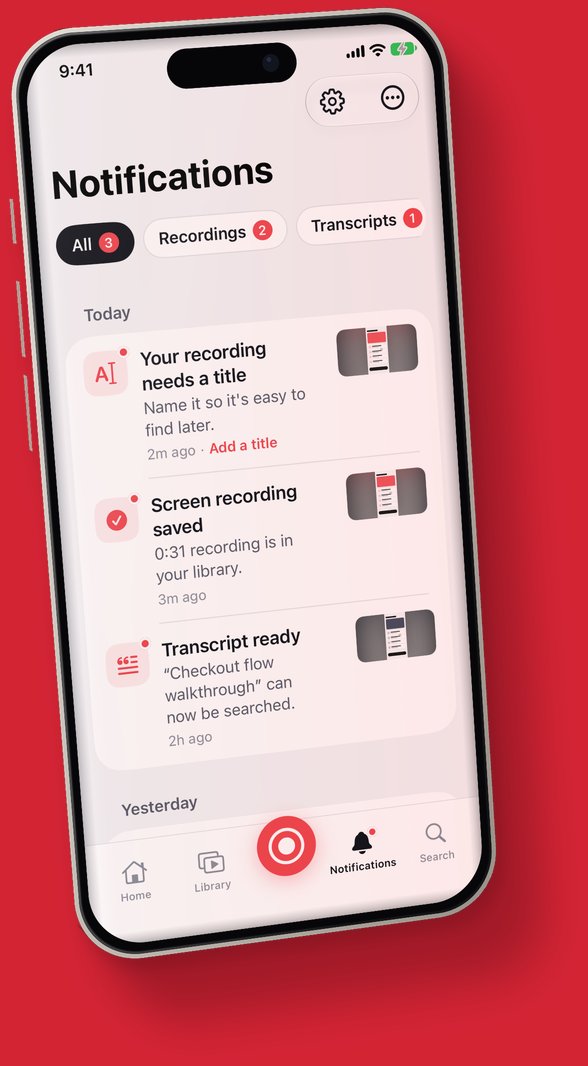 9:41
Notifications
All 3
Recordings 2
Transcripts 1
Today
Your recording
needs a title
Name it so it's easy to
find later.
2m ago · Add a title
Screen recording
saved
0:31 recording is in
your library.
3m ago
Transcript ready
“Checkout flow
walkthrough” can
now be searched.
2h ago
Yesterday
Home
Library
Notifications
Search